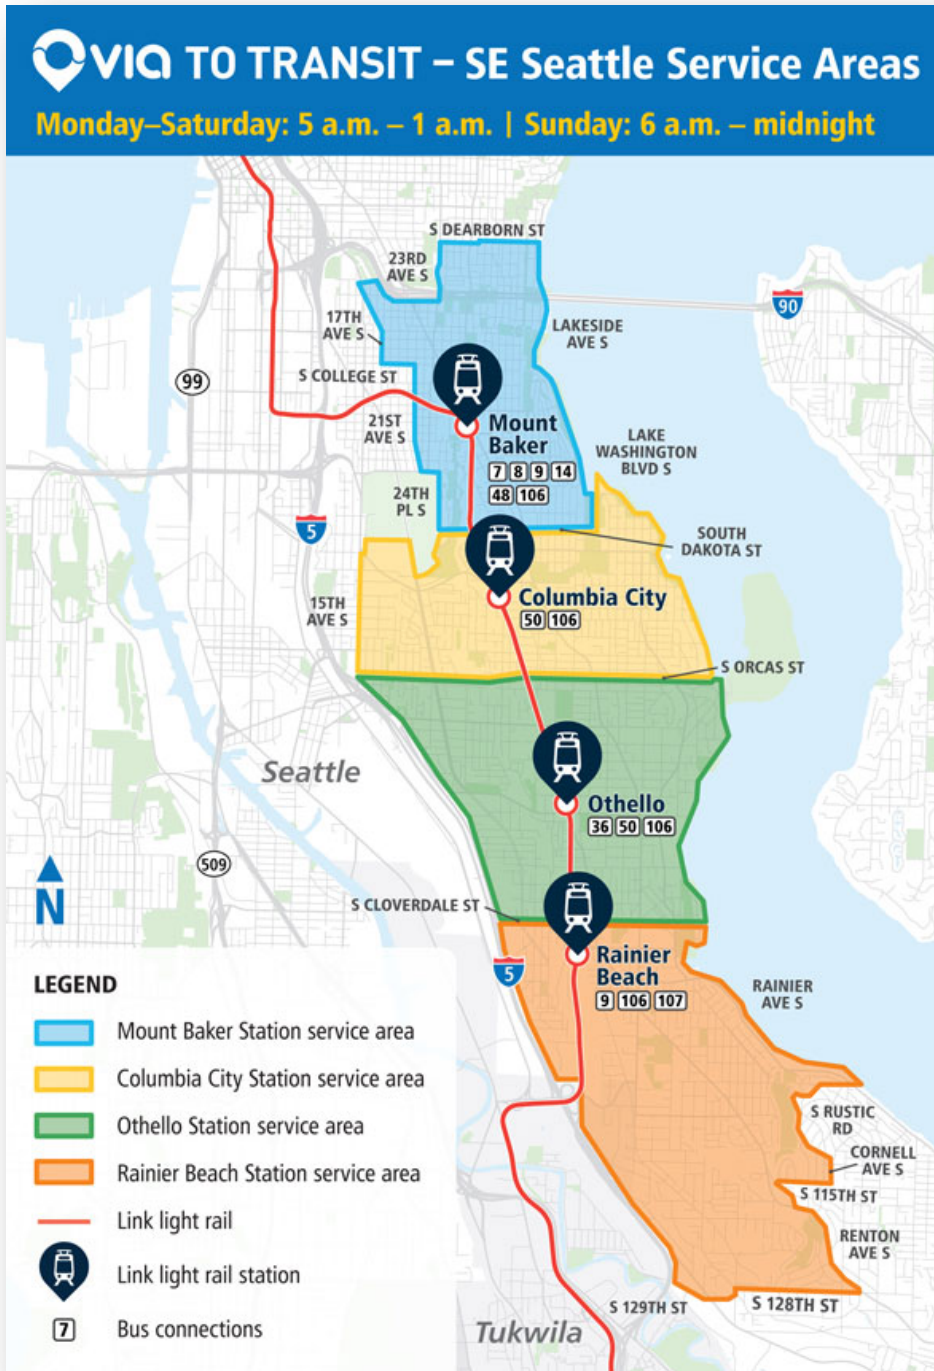 VIA TO TRANSIT – SE Seattle Service Areas
Monday–Saturday: 5 a.m. – 1 a.m. | Sunday: 6 a.m. – midnight
S DEARBORN ST
23RD
AVE S
90
17TH
AVE S
LAKESIDE
AVE S
99
S COLLEGE ST
21ST
AVE S
Mount
Baker
7 8 9 14
48 106
LAKE
WASHINGTON
BLVD S
24TH
PL S
5
SOUTH
DAKOTA ST
15TH
AVE S
Columbia City
50 106
S ORCAS ST
Seattle
Othello
36 50 106
509
N
S CLOVERDALE ST
Rainier
Beach
9 106 107
5
RAINIER
AVE S
S RUSTIC
RD
CORNELL
AVE S
S 115TH ST
RENTON
AVE S
S 129TH ST
S 128TH ST
Tukwila
LEGEND
Mount Baker Station service area
Columbia City Station service area
Othello Station service area
Rainier Beach Station service area
Link light rail
Link light rail station
7 Bus connections